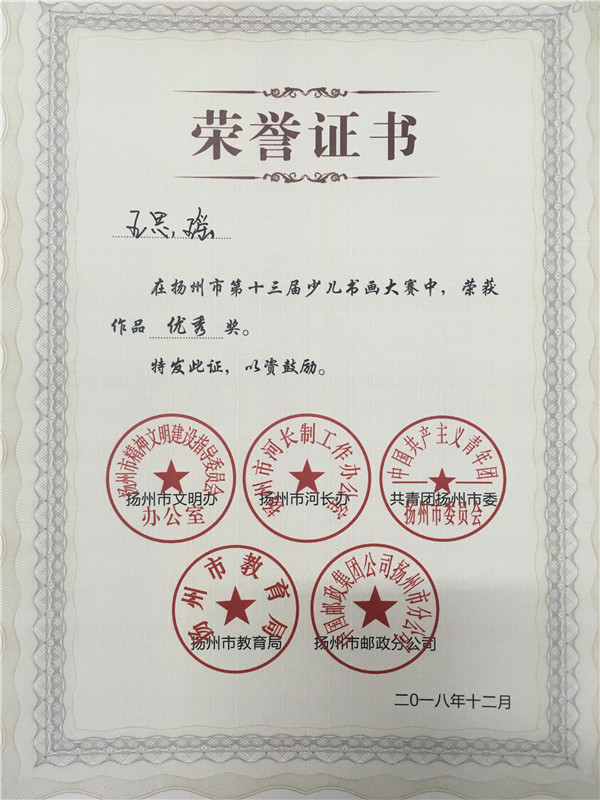 荣誉证书
王思瑶
在扬州市第十三届少儿书画大赛中，荣获
作品 优秀 奖。
特发此证，以资鼓励。
扬州市精神文明建设指导委员会
办公室
扬州市文明办
扬州市河长制工作办公室
扬州市河长办
中国共产主义青年团
扬州市委员会
共青团扬州市委
扬州市教育局
扬州市教育局
中国邮政集团公司扬州市分公司
扬州市邮政分公司
二〇一八年十二月